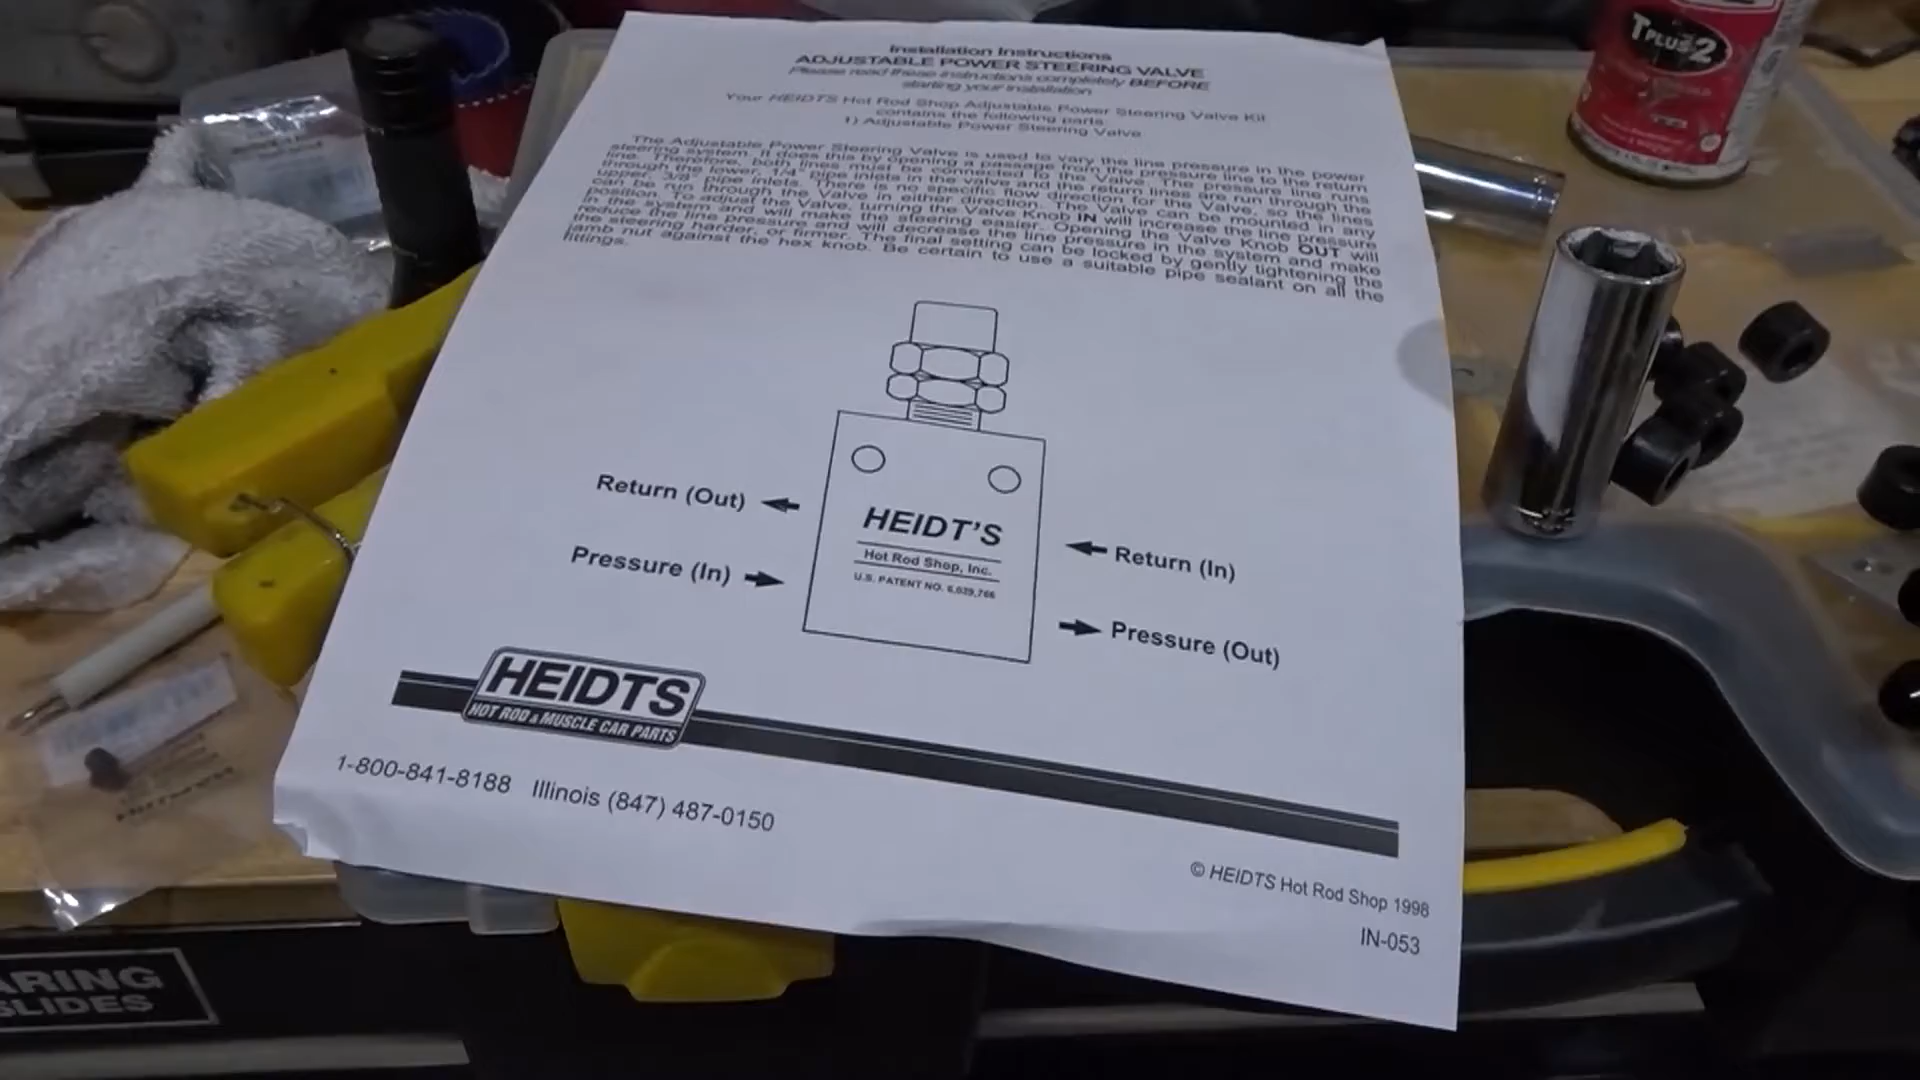 Installation Instructions
ADJUSTABLE POWER STEERING VALVE
Please read these instructions completely BEFORE
starting your installation
Your HEIDTS Hot Rod Shop Adjustable Power Steering Valve Kit
contains the following parts:
1) Adjustable Power Steering Valve
The Adjustable Power Steering Valve is used to vary the line pressure in the power
steering system. It does this by opening a passage from the pressure line to the return
line. Therefore, both lines must be connected to the Valve. The pressure line runs
through the lower, 1/4" pipe inlets in the valve and the return lines are run through the
upper, 3/8" pipe inlets. There is no specific flow direction for the Valve, so the lines
can be run through the Valve in either direction. The Valve can be mounted in any
position. To adjust the Valve, turning the Valve Knob IN will increase the line pressure
in the system and will make the steering easier. Opening the Valve Knob OUT will
reduce the line pressure and will decrease the line pressure in the system and make
the steering harder, or firmer. The final setting can be locked by gently tightening the
jamb nut against the hex knob. Be certain to use a suitable pipe sealant on all the
fittings.
Return (Out)
Pressure (In)
HEIDT'S
Hot Rod Shop, Inc.
U.S. PATENT NO. 6,029,766
Return (In)
Pressure (Out)
HEIDTS
HOT ROD & MUSCLE CAR PARTS
1-800-841-8188 Illinois (847) 487-0150
© HEIDTS Hot Rod Shop 1998
IN-053
T PLUS 2
ARING
SLIDES